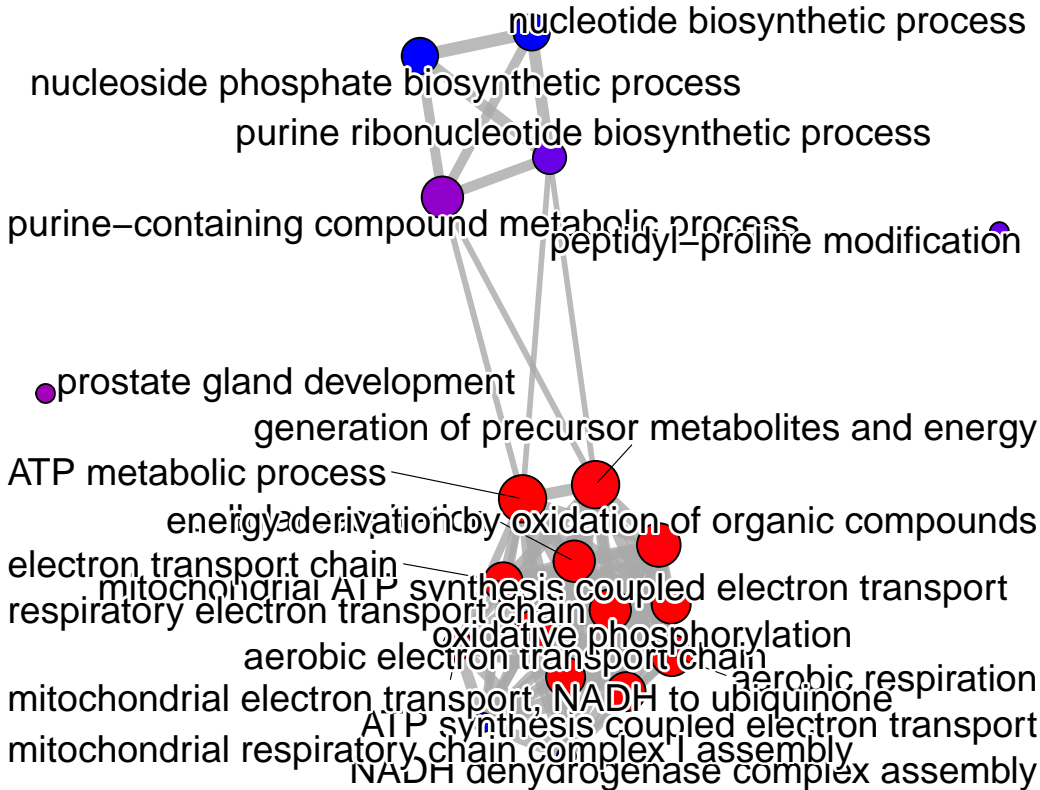 nucleotide biosynthetic process
nucleoside phosphate biosynthetic process
purine ribonucleotide biosynthetic process
purine−containing compound metabolic process
peptidyl−proline modification
prostate gland development
generation of precursor metabolites and energy
ATP metabolic process
energy derivation by oxidation of organic compounds
electron transport chain
mitochondrial ATP synthesis coupled electron transport
respiratory electron transport chain
oxidative phosphorylation
aerobic electron transport chain
aerobic respiration
mitochondrial electron transport, NADH to ubiquinone
ATP synthesis coupled electron transport
mitochondrial respiratory chain complex I assembly
NADH dehydrogenase complex assembly